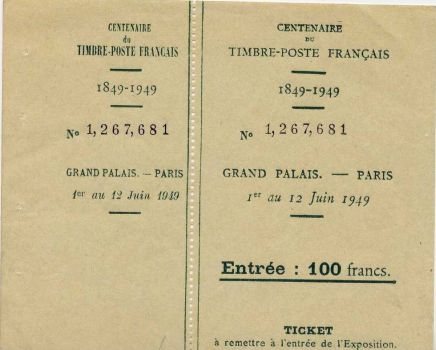 CENTENAIRE
du
TIMBRE-POSTE FRANÇAIS
1849-1949
No 1,267,681
GRAND PALAIS. — PARIS
1er au 12 Juin 1949
CENTENAIRE
DU
TIMBRE-POSTE FRANÇAIS
1849-1949
No 1,267,681
GRAND PALAIS. — PARIS
1er au 12 Juin 1949
Entrée : 100 francs.
TICKET
à remettre à l'entrée de l'Exposition.